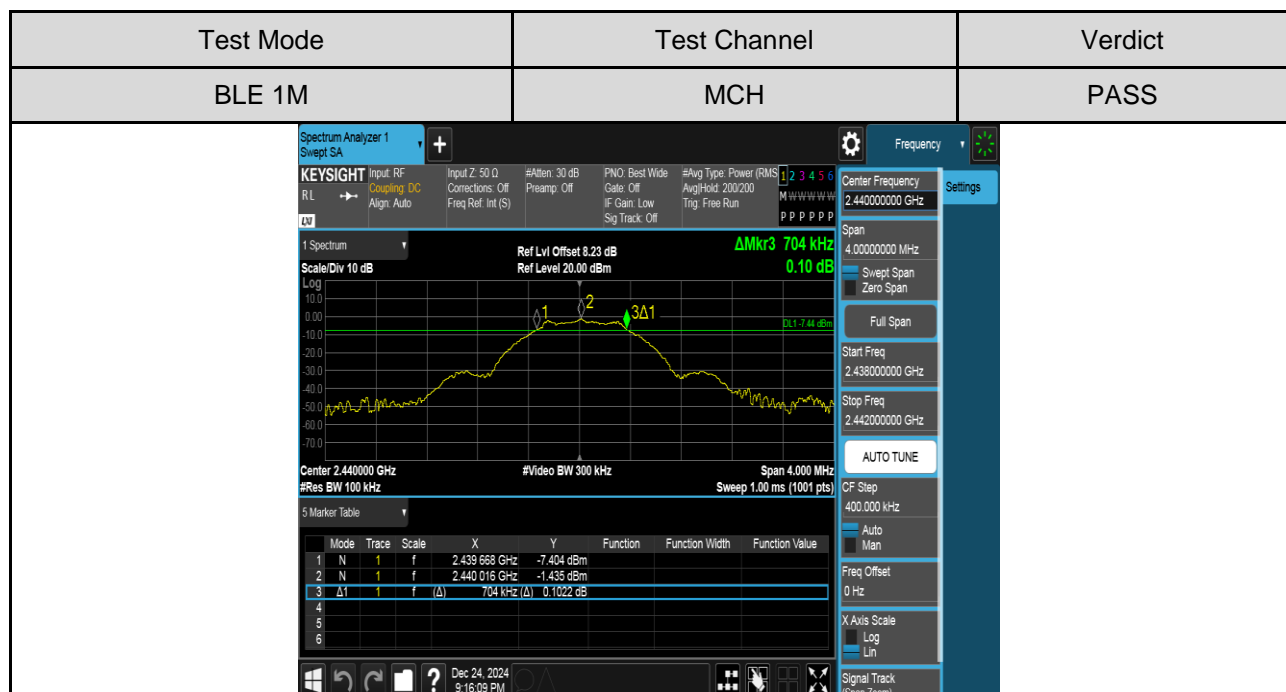 Test Mode Test Channel Verdict
BLE 1M MCH PASS
Spectrum Analyzer 1
Swept SA
+
Frequency
KEYSIGHT
RL
LXI
Input: RF
Coupling: DC
Align: Auto
Input Z: 50 Ω
Corrections: Off
Freq Ref: Int (S)
#Atten: 30 dB
Preamp: Off
PNO: Best Wide
Gate: Off
IF Gain: Low
Sig Track: Off
#Avg Type: Power (RMS
Avg|Hold: 200/200
Trig: Free Run
1 2 3 4 5 6
M W W W W W
P P P P P P
1 Spectrum
Scale/Div 10 dB
Ref Lvl Offset 8.23 dB
Ref Level 20.00 dBm
ΔMkr3 704 kHz
0.10 dB
Log
10.0
0.00
-10.0
-20.0
-30.0
-40.0
-50.0
-60.0
-70.0
1
2
3Δ1
DL1 -7.44 dBm
Center 2.440000 GHz #Video BW 300 kHz Span 4.000 MHz
#Res BW 100 kHz Sweep 1.00 ms (1001 pts)
5 Marker Table
Mode Trace Scale X Y Function Function Width Function Value
1 N 1 f 2.439 668 GHz -7.404 dBm
2 N 1 f 2.440 016 GHz -1.435 dBm
3 Δ1 1 f (Δ) 704 kHz (Δ) 0.1022 dB
4
5
6
?
Dec 24, 2024
9:16:09 PM
Center Frequency
2.440000000 GHz
Settings
Span
4.00000000 MHz
Swept Span
Zero Span
Full Span
Start Freq
2.438000000 GHz
Stop Freq
2.442000000 GHz
AUTO TUNE
CF Step
400.000 kHz
Auto
Man
Freq Offset
0 Hz
X Axis Scale
Log
Lin
Signal Track
(Span Zoom)